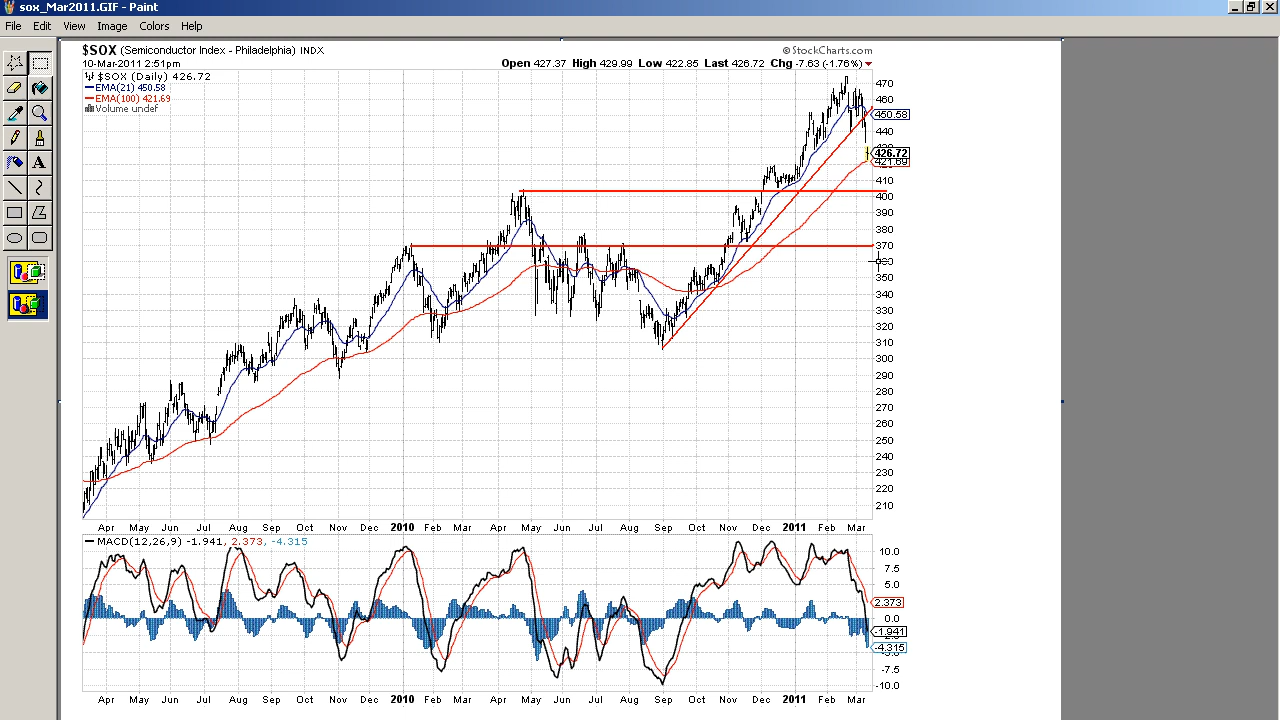 sox_Mar2011.GIF - Paint
File Edit View Image Colors Help
$SOX (Semiconductor Index - Philadelphia) INDX
© StockCharts.com
10-Mar-2011 2:51pm
Open 427.37 High 429.99 Low 422.85 Last 426.72 Chg -7.63 (-1.76%)
$SOX (Daily) 426.72
EMA(21) 450.58
EMA(100) 421.69
Volume undef
470
460
450.58
440
426.72
421.69
410
400
390
380
370
350
340
330
320
310
300
290
280
270
260
250
240
230
220
210
Apr May Jun Jul Aug Sep Oct Nov Dec 2010 Feb Mar Apr May Jun Jul Aug Sep Oct Nov Dec 2011 Feb Mar
MACD(12,26,9) -1.941, 2.373, -4.315
10.0
7.5
5.0
2.373
0.0
-1.941
-4.315
-7.5
-10.0
Apr May Jun Jul Aug Sep Oct Nov Dec 2010 Feb Mar Apr May Jun Jul Aug Sep Oct Nov Dec 2011 Feb Mar